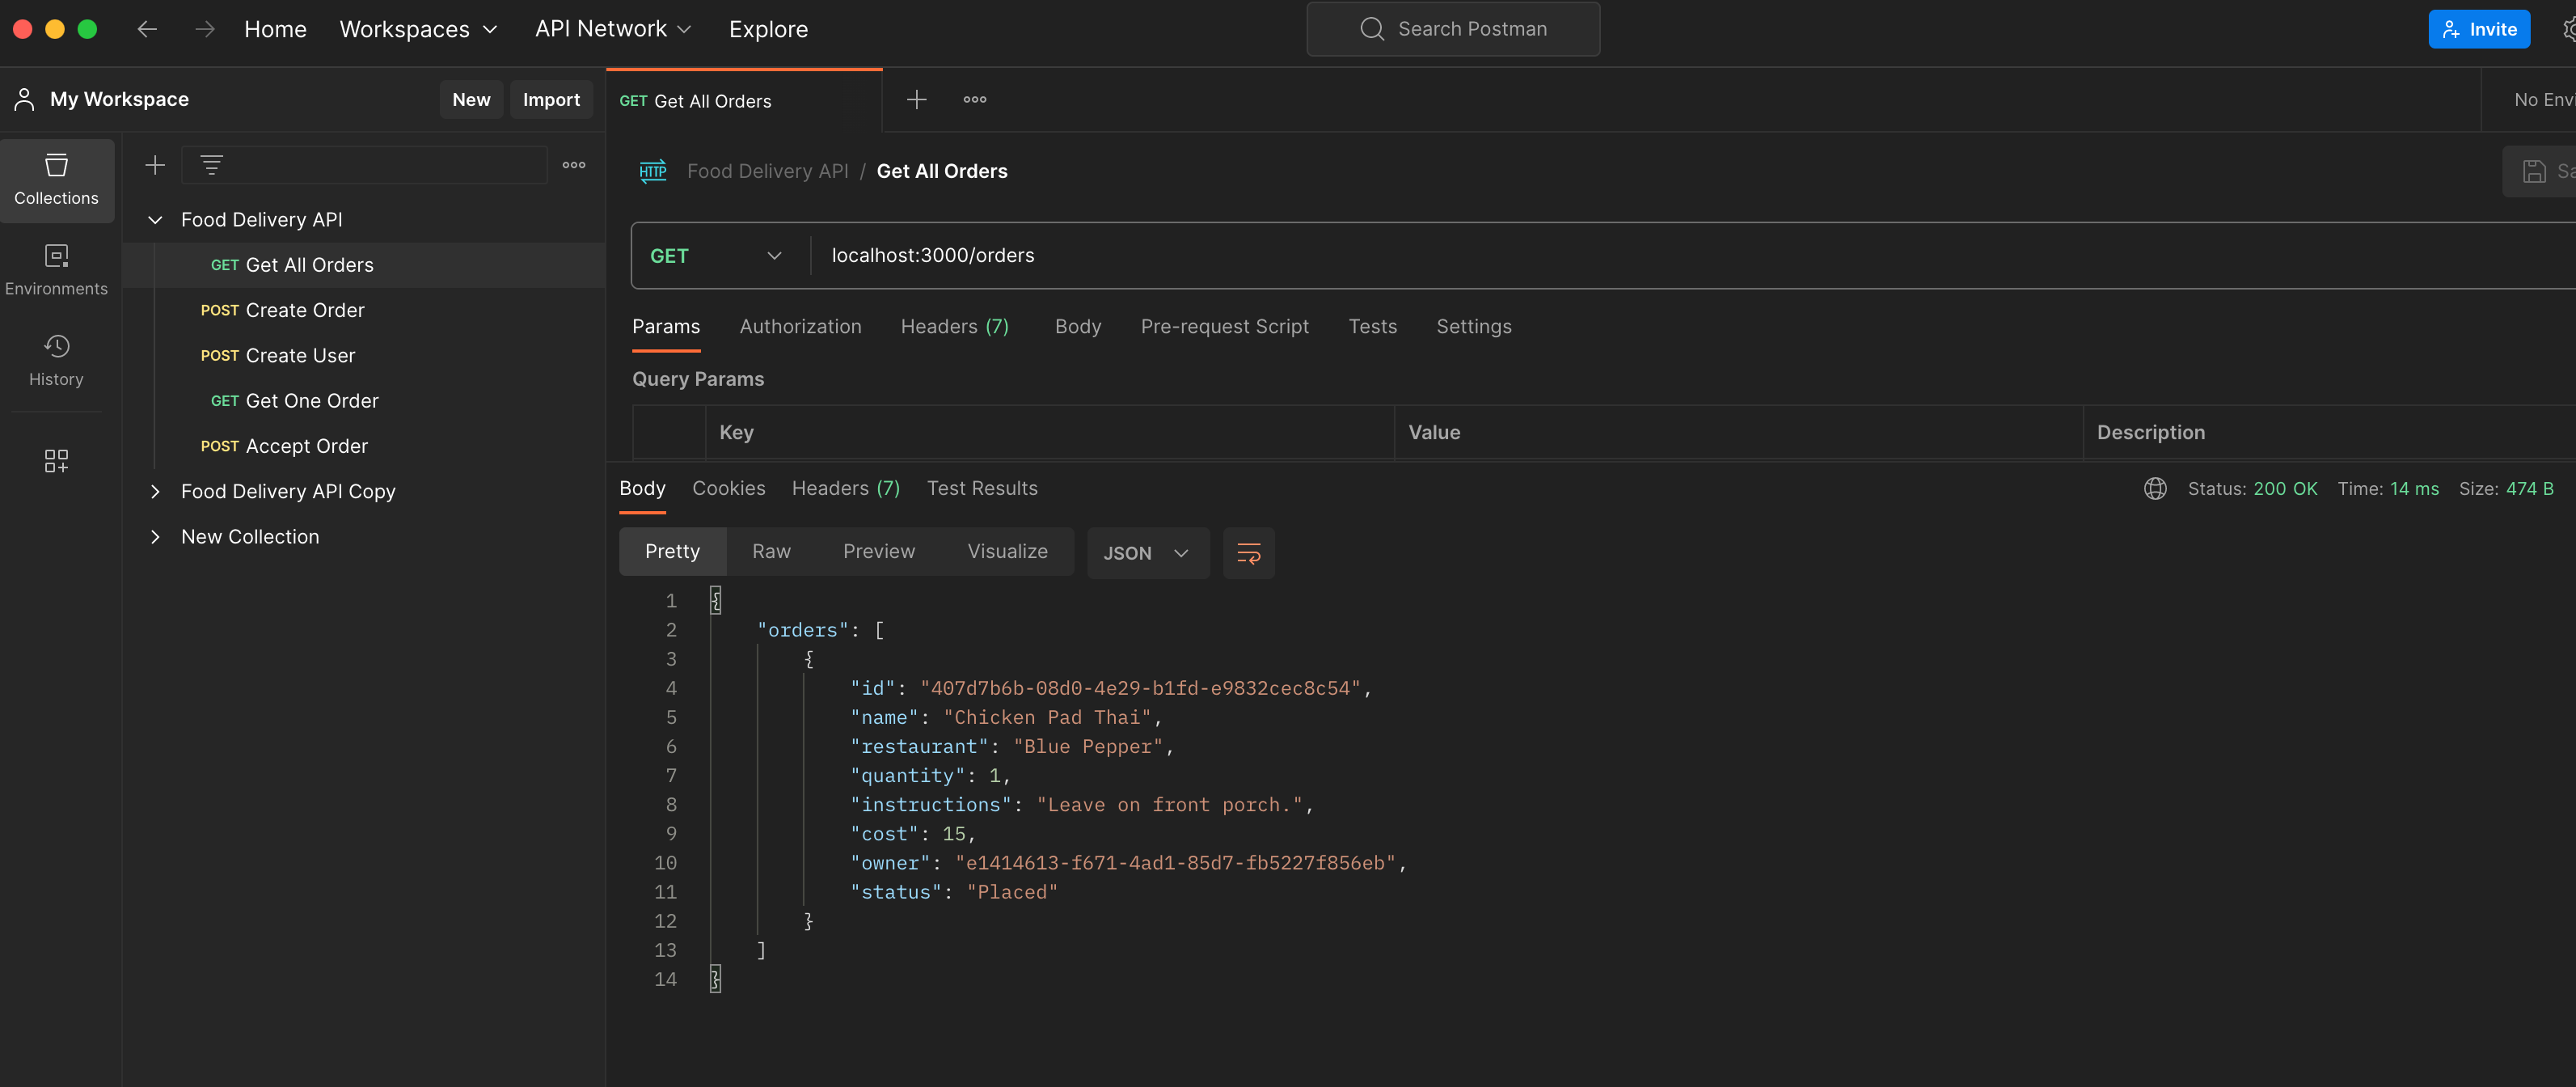 Home Workspaces API Network Explore Search Postman Invite
My Workspace New Import
GET Get All Orders
No Envi
Collections
Environments
History
Food Delivery API
GET Get All Orders
POST Create Order
POST Create User
GET Get One Order
POST Accept Order
Food Delivery API Copy
New Collection
HTTP Food Delivery API / Get All Orders
Sa
GET localhost:3000/orders
Params Authorization Headers (7) Body Pre-request Script Tests Settings
Query Params
Key Value Description
Body Cookies Headers (7) Test Results Status: 200 OK Time: 14 ms Size: 474 B
Pretty Raw Preview Visualize JSON
1 {
2 "orders": [
3 {
4 "id": "407d7b6b-08d0-4e29-b1fd-e9832cec8c54",
5 "name": "Chicken Pad Thai",
6 "restaurant": "Blue Pepper",
7 "quantity": 1,
8 "instructions": "Leave on front porch.",
9 "cost": 15,
10 "owner": "e1414613-f671-4ad1-85d7-fb5227f856eb",
11 "status": "Placed"
12 }
13 ]
14 }